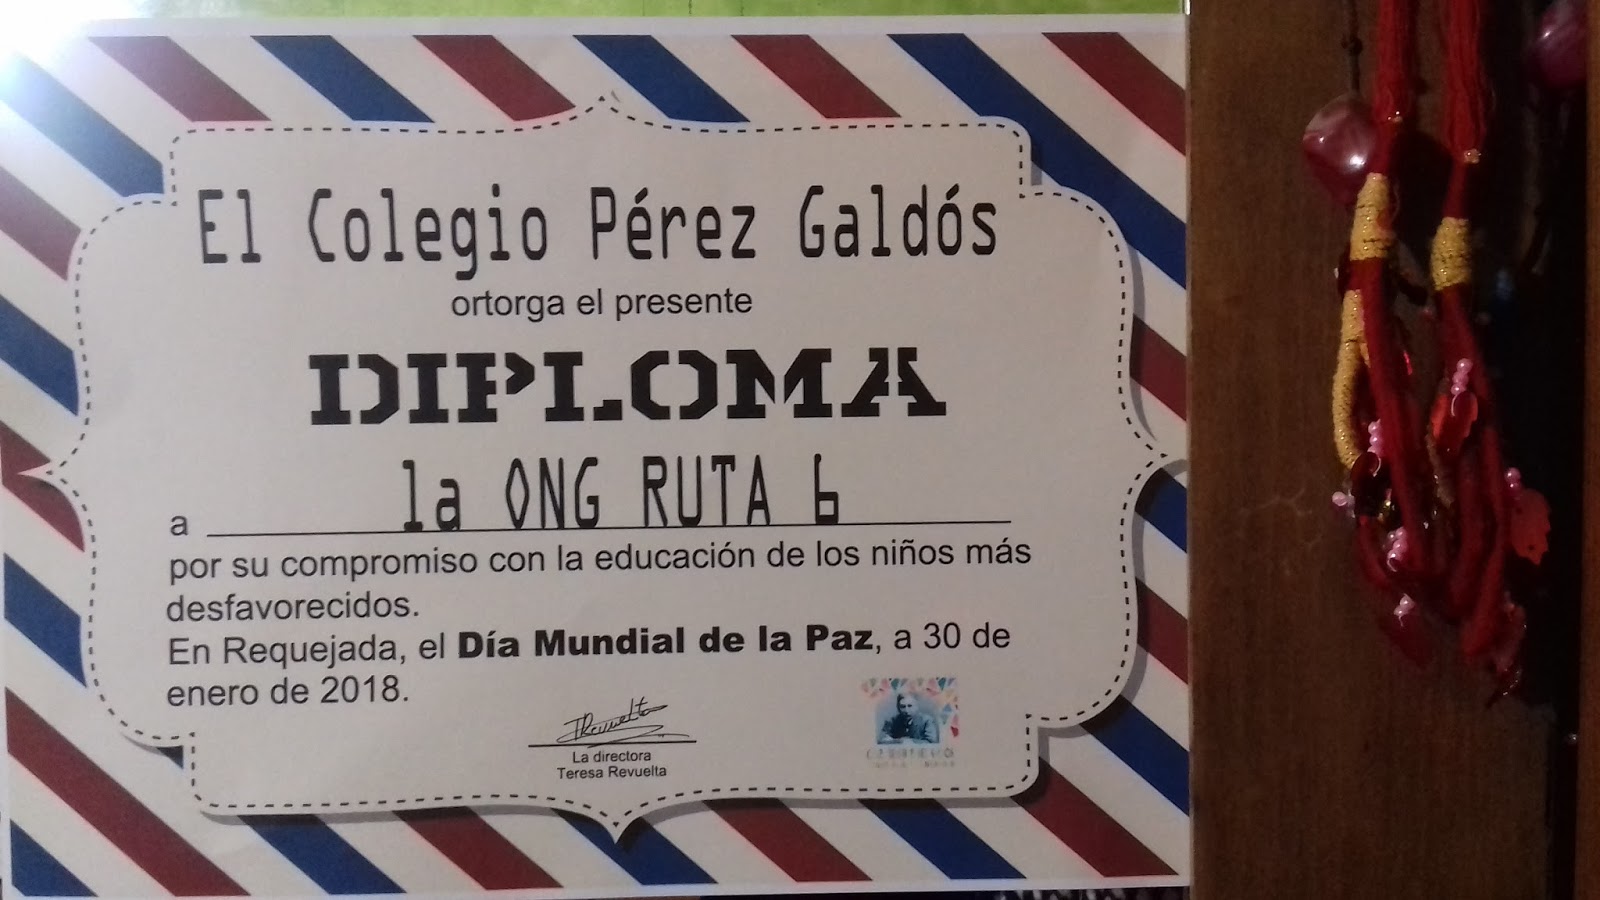 El Colegio Pérez Galdós
ortorga el presente
DIPLOMA
a la ONG RUTA 6
por su compromiso con la educación de los niños más
desfavorecidos.
En Requejada, el Día Mundial de la Paz, a 30 de
enero de 2018.
TRevuelta
La directora
Teresa Revuelta